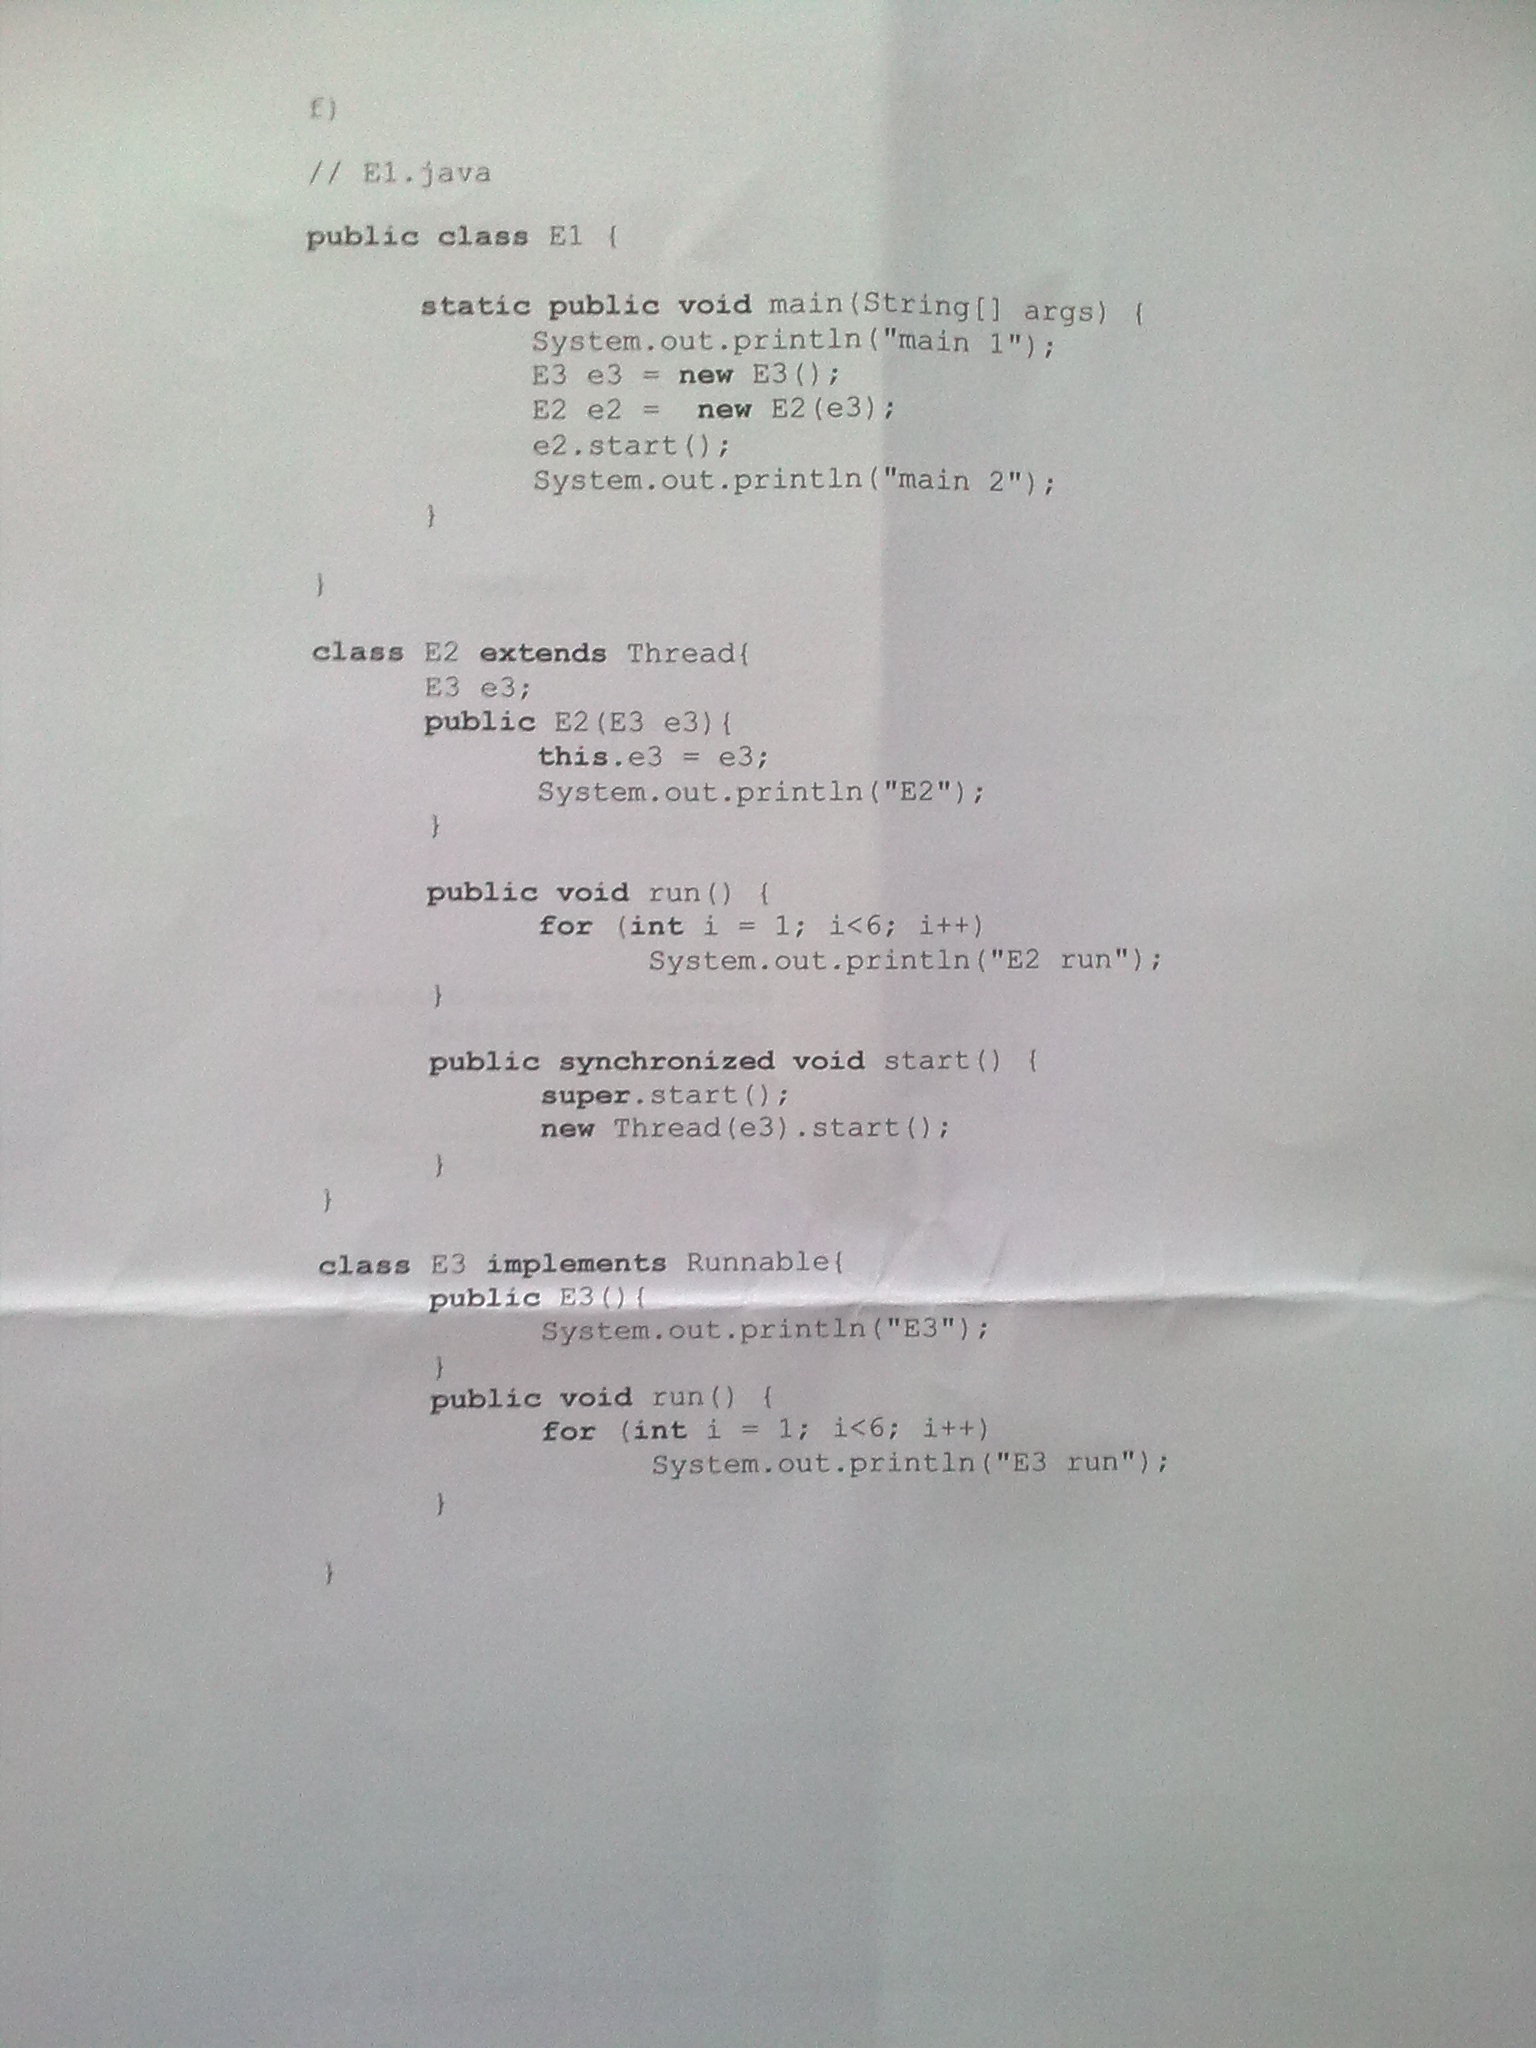 f)
// E1.java
public class E1 {
static public void main(String[] args) {
System.out.println("main 1");
E3 e3 = new E3();
E2 e2 =  new E2(e3);
e2.start();
System.out.println("main 2");
}
}
class E2 extends Thread{
E3 e3;
public E2(E3 e3){
this.e3 = e3;
System.out.println("E2");
}
public void run() {
for (int i = 1; i<6; i++)
System.out.println("E2 run");
}
public synchronized void start() {
super.start();
new Thread(e3).start();
}
}
class E3 implements Runnable{
public E3(){
System.out.println("E3");
}
public void run() {
for (int i = 1; i<6; i++)
System.out.println("E3 run");
}
}